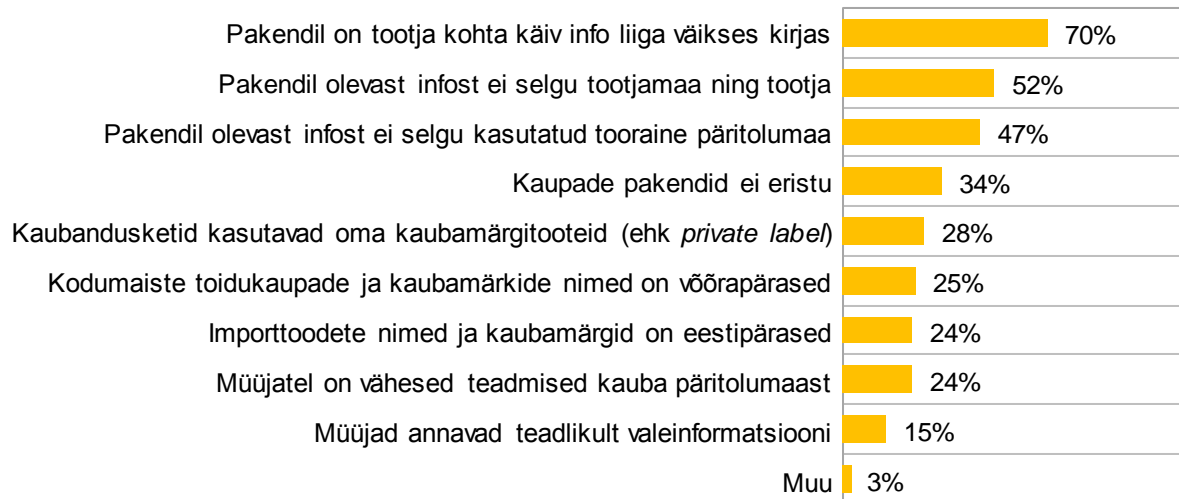 Pakendil on tootja kohta käiv info liiga väikses kirjas 70%
Pakendil olevast infost ei selgu tootjamaa ning tootja 52%
Pakendil olevast infost ei selgu kasutatud tooraine päritolumaa 47%
Kaupade pakendid ei eristu 34%
Kaubandusketid kasutavad oma kaubamärgitooteid (ehk private label) 28%
Kodumaiste toidukaupade ja kaubamärkide nimed on võõrapärased 25%
Importtoodete nimed ja kaubamärgid on eestipärased 24%
Müüjatel on vähesed teadmised kauba päritolumaast 24%
Müüjad annavad teadlikult valeinformatsiooni 15%
Muu 3%